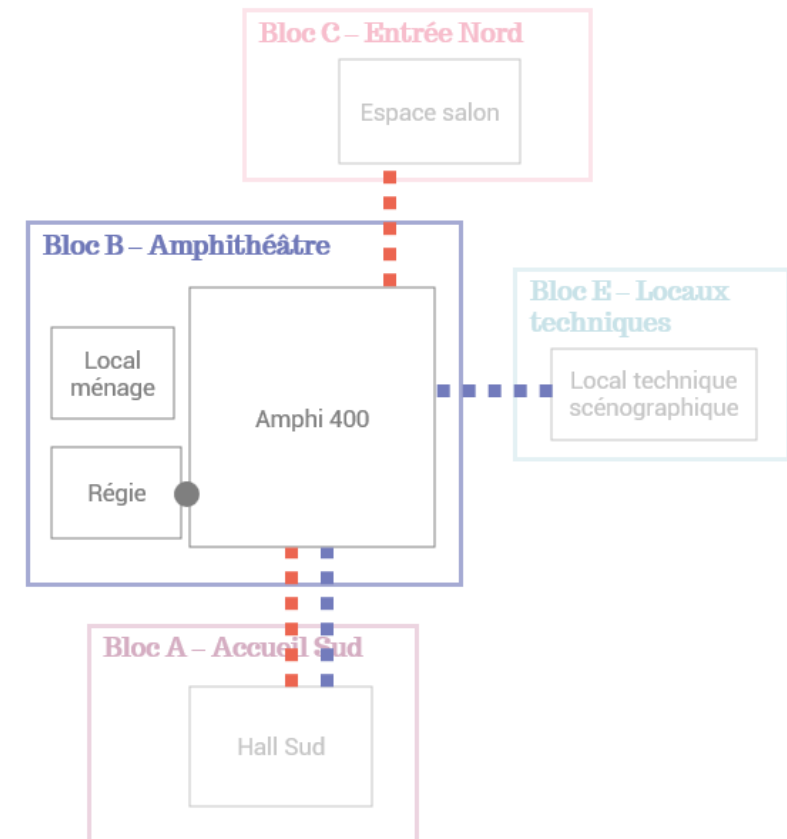 Bloc C – Entrée Nord
Espace salon
Bloc B – Amphithéâtre
Bloc E – Locaux
techniques
Local
ménage
Local technique
scénographique
Amphi 400
Régie
Bloc A – Accueil Sud
Hall Sud